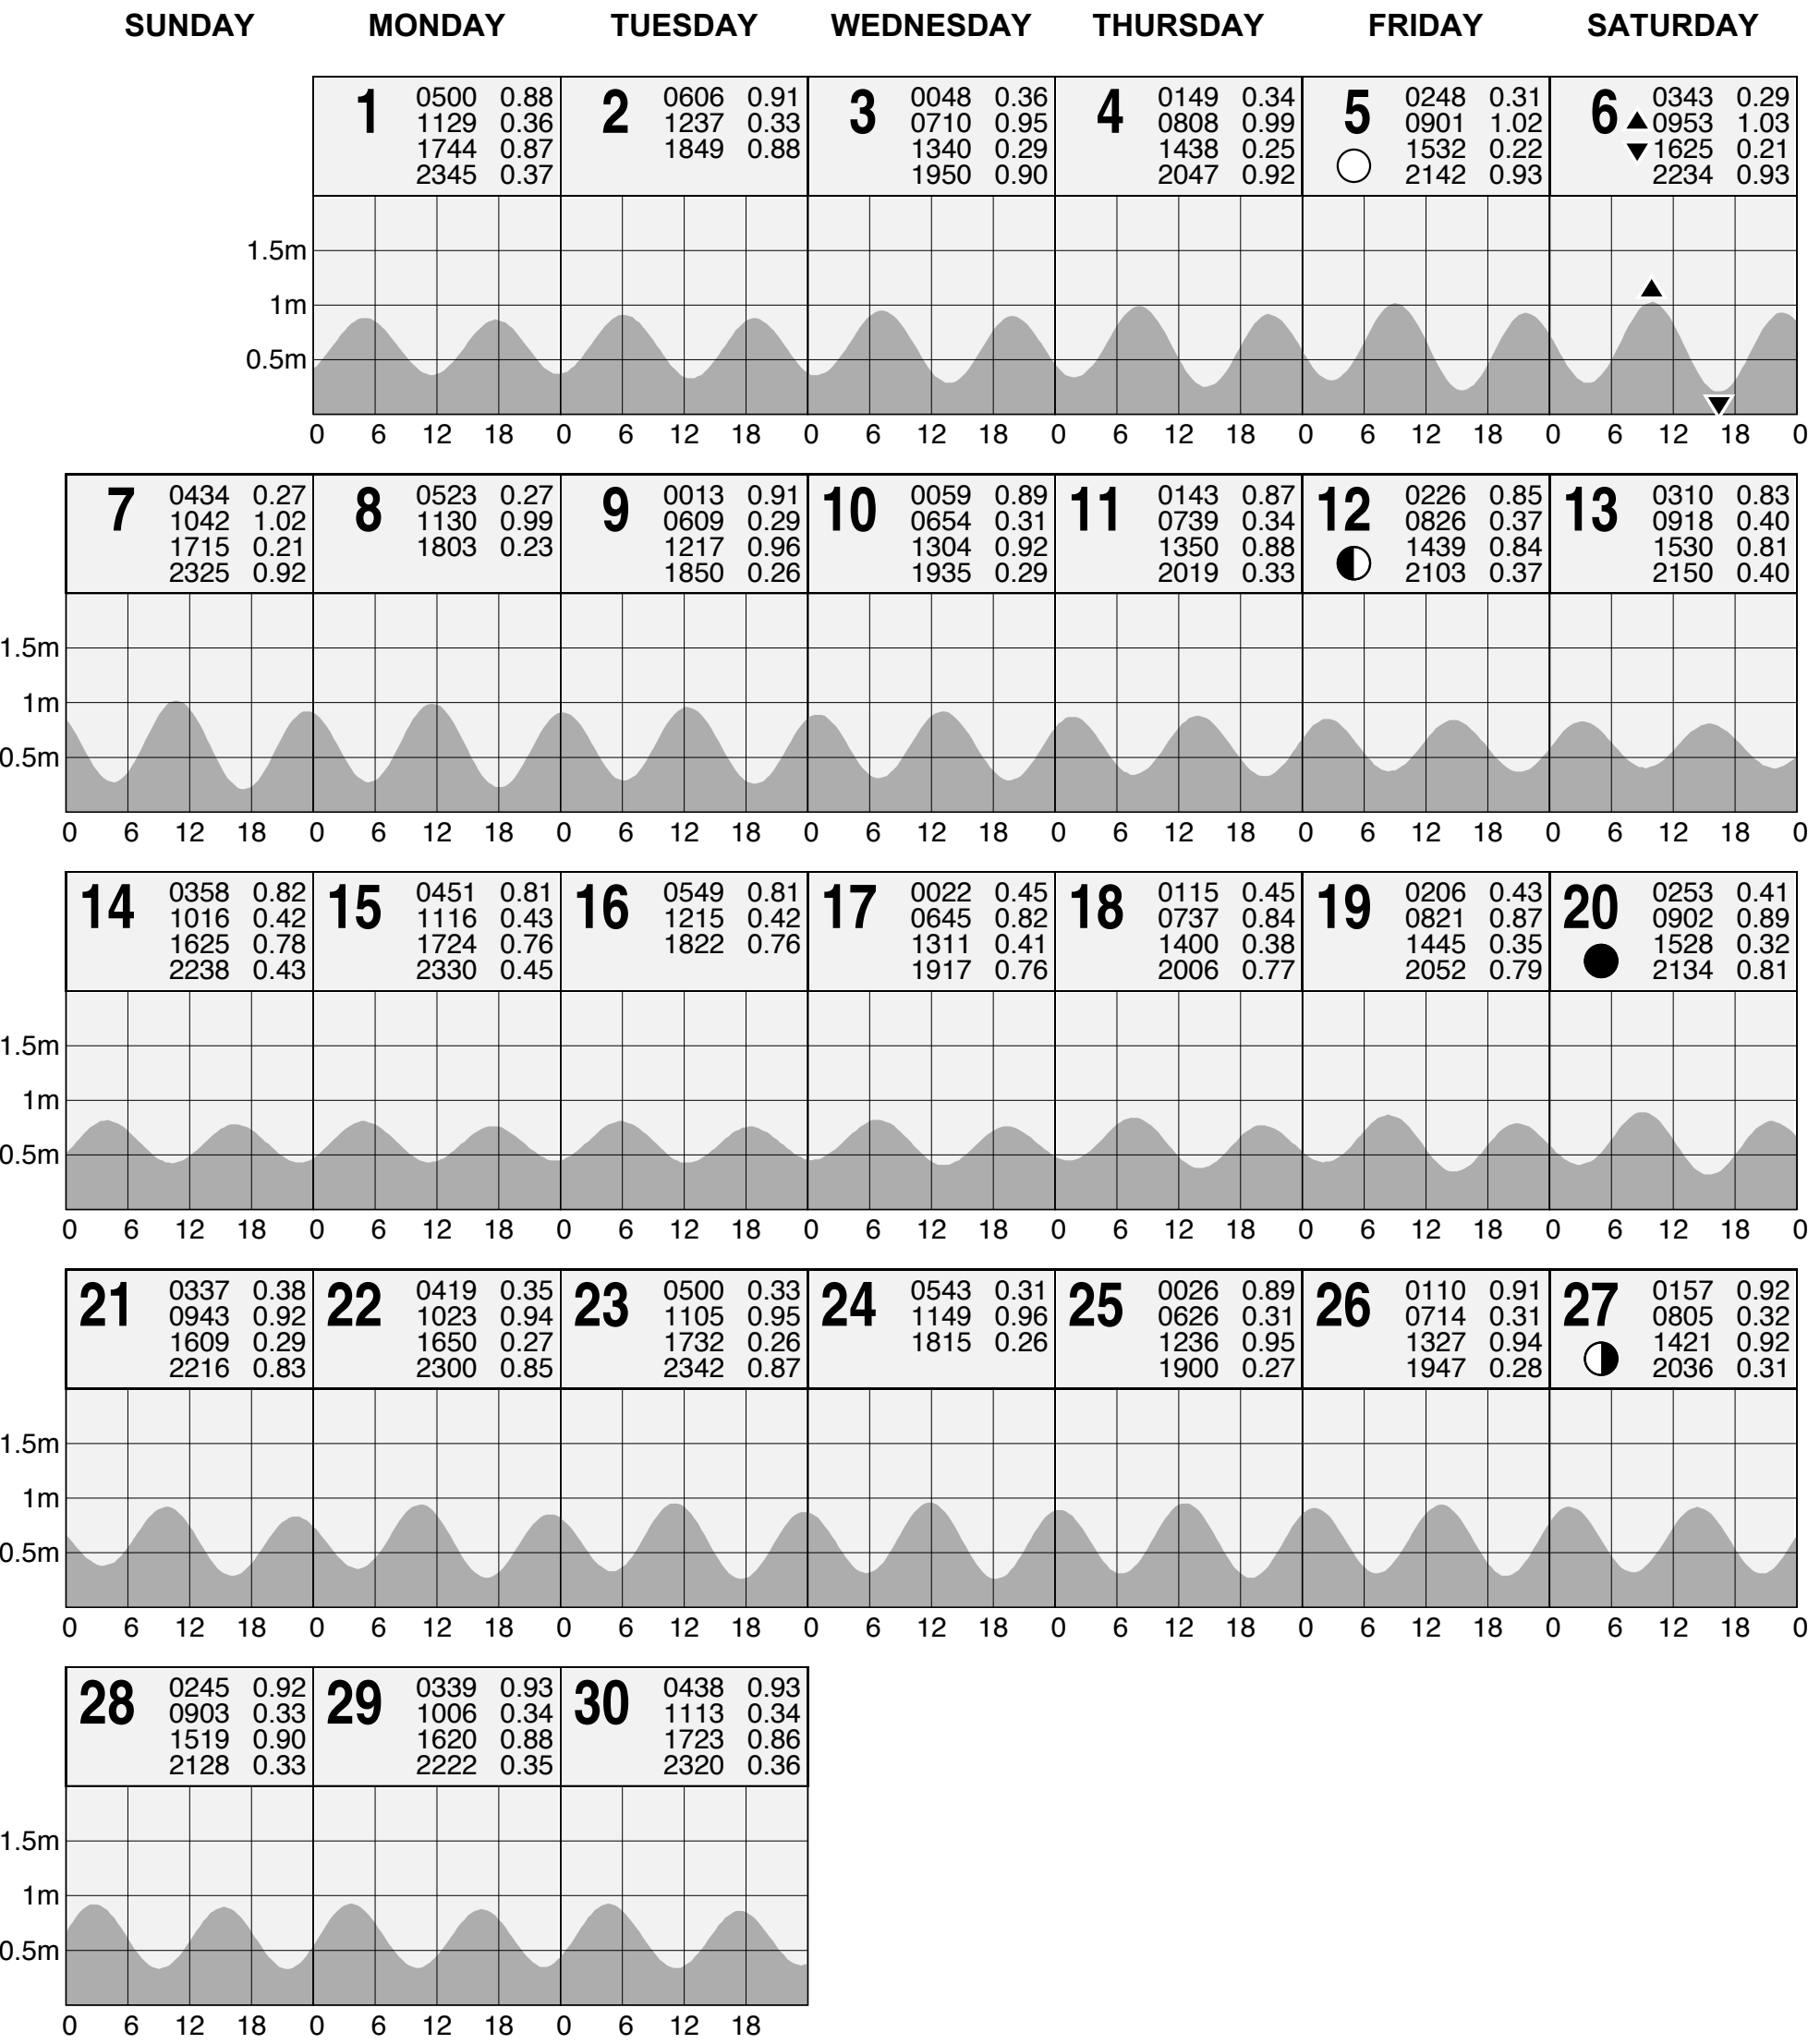 SUNDAY MONDAY TUESDAY WEDNESDAY THURSDAY FRIDAY SATURDAY
1 0500 0.88
1129 0.36
1744 0.87
2345 0.37
2 0606 0.91
1237 0.33
1849 0.88
3 0048 0.36
0710 0.95
1340 0.29
1950 0.90
4 0149 0.34
0808 0.99
1438 0.25
2047 0.92
5 0248 0.31
0901 1.02
1532 0.22
2142 0.93
6 0343 0.29
0953 1.03
1625 0.21
2234 0.93
1.5m
1m
0.5m
0 6 12 18 0 6 12 18 0 6 12 18 0 6 12 18 0 6 12 18 0 6 12 18 0
7 0434 0.27
1042 1.02
1715 0.21
2325 0.92
8 0523 0.27
1130 0.99
1803 0.23
9 0013 0.91
0609 0.29
1217 0.96
1850 0.26
10 0059 0.89
0654 0.31
1304 0.92
1935 0.29
11 0143 0.87
0739 0.34
1350 0.88
2019 0.33
12 0226 0.85
0826 0.37
1439 0.84
2103 0.37
13 0310 0.83
0918 0.40
1530 0.81
2150 0.40
1.5m
1m
0.5m
0 6 12 18 0 6 12 18 0 6 12 18 0 6 12 18 0 6 12 18 0 6 12 18 0 6 12 18 0
14 0358 0.82
1016 0.42
1625 0.78
2238 0.43
15 0451 0.81
1116 0.43
1724 0.76
2330 0.45
16 0549 0.81
1215 0.42
1822 0.76
17 0022 0.45
0645 0.82
1311 0.41
1917 0.76
18 0115 0.45
0737 0.84
1400 0.38
2006 0.77
19 0206 0.43
0821 0.87
1445 0.35
2052 0.79
20 0253 0.41
0902 0.89
1528 0.32
2134 0.81
1.5m
1m
0.5m
0 6 12 18 0 6 12 18 0 6 12 18 0 6 12 18 0 6 12 18 0 6 12 18 0 6 12 18 0
21 0337 0.38
0943 0.92
1609 0.29
2216 0.83
22 0419 0.35
1023 0.94
1650 0.27
2300 0.85
23 0500 0.33
1105 0.95
1732 0.26
2342 0.87
24 0543 0.31
1149 0.96
1815 0.26
25 0026 0.89
0626 0.31
1236 0.95
1900 0.27
26 0110 0.91
0714 0.31
1327 0.94
1947 0.28
27 0157 0.92
0805 0.32
1421 0.92
2036 0.31
1.5m
1m
0.5m
0 6 12 18 0 6 12 18 0 6 12 18 0 6 12 18 0 6 12 18 0 6 12 18 0 6 12 18 0
28 0245 0.92
0903 0.33
1519 0.90
2128 0.33
29 0339 0.93
1006 0.34
1620 0.88
2222 0.35
30 0438 0.93
1113 0.34
1723 0.86
2320 0.36
1.5m
1m
0.5m
0 6 12 18 0 6 12 18 0 6 12 18